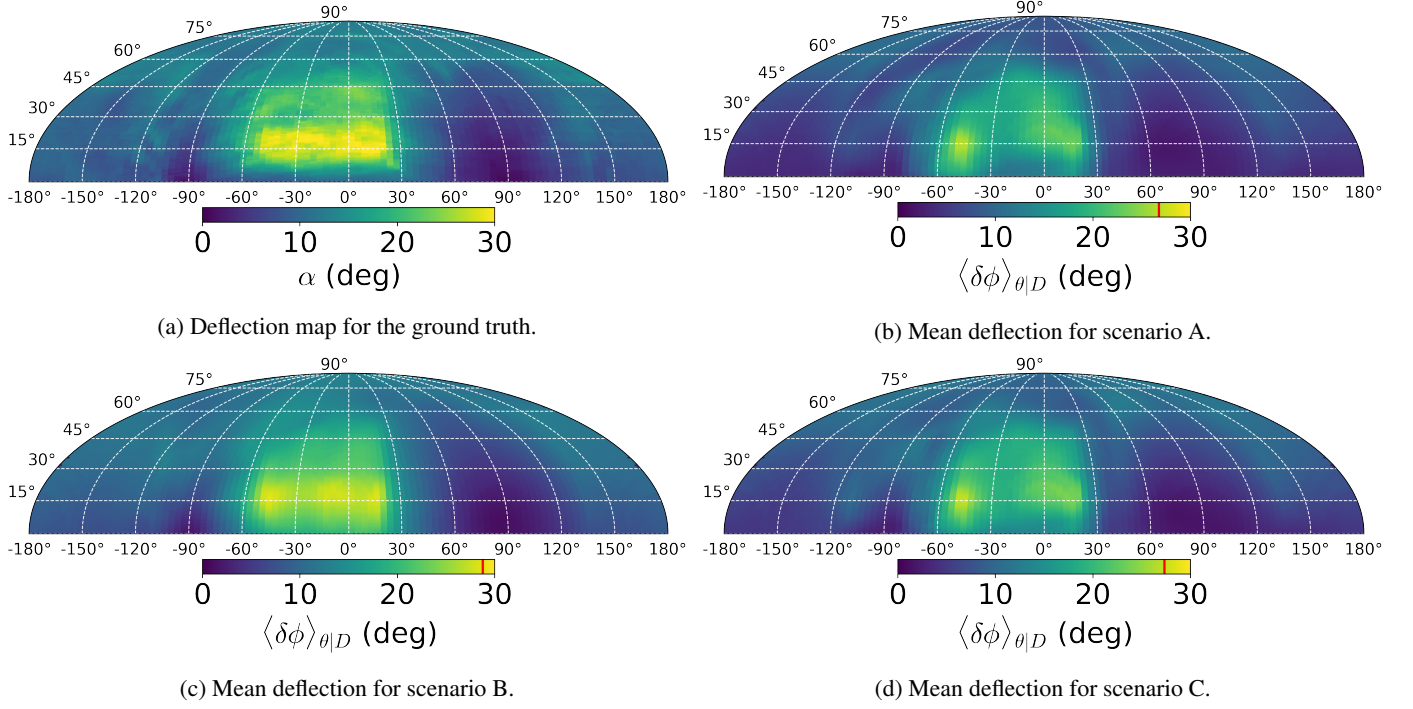 90°
75°
60°
45°
30°
15°
-180° -150° -120° -90° -60° -30° 0° 30° 60° 90° 120° 150° 180°
0 10 20 30
α (deg)
(a) Deflection map for the ground truth.
90°
75°
60°
45°
30°
15°
-180° -150° -120° -90° -60° -30° 0° 30° 60° 90° 120° 150° 180°
0 10 20 30
⟨δϕ⟩θ|D (deg)
(b) Mean deflection for scenario A.
90°
75°
60°
45°
30°
15°
-180° -150° -120° -90° -60° -30° 0° 30° 60° 90° 120° 150° 180°
0 10 20 30
⟨δϕ⟩θ|D (deg)
(c) Mean deflection for scenario B.
90°
75°
60°
45°
30°
15°
-180° -150° -120° -90° -60° -30° 0° 30° 60° 90° 120° 150° 180°
0 10 20 30
⟨δϕ⟩θ|D (deg)
(d) Mean deflection for scenario C.